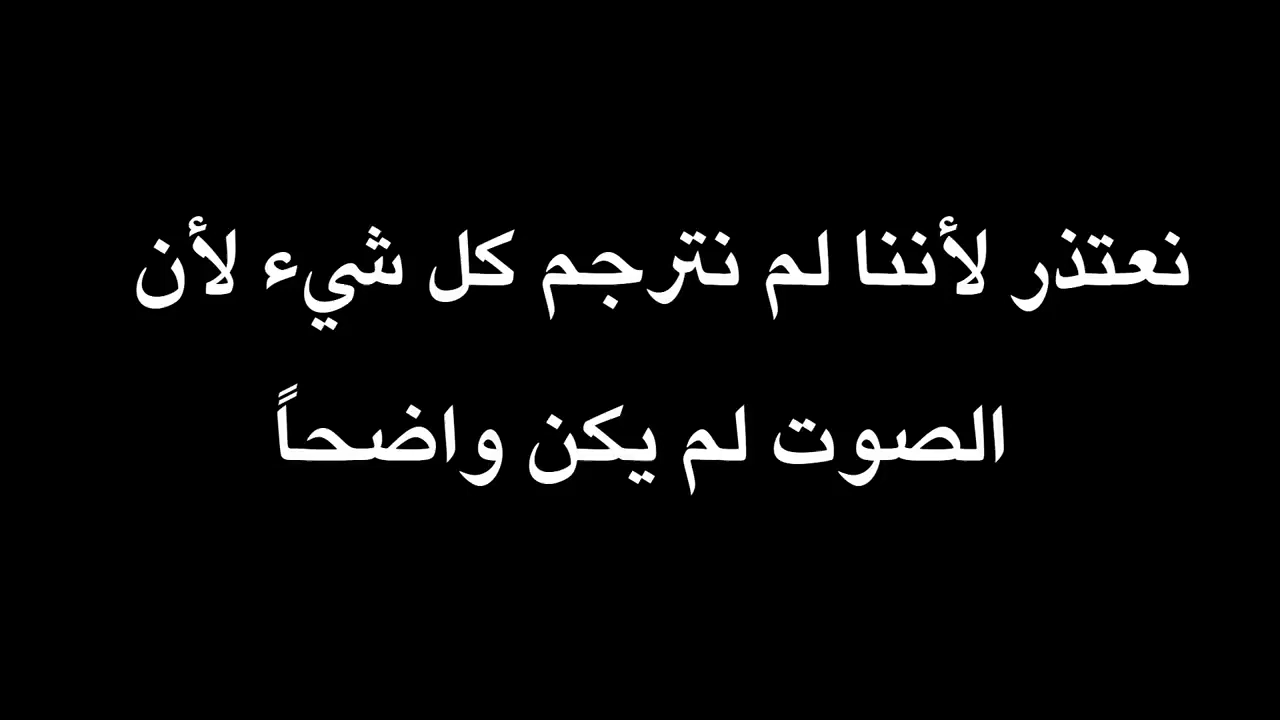 نعتذر لأننا لم نترجم كل شيء لأن
الصوت لم يكن واضحاً